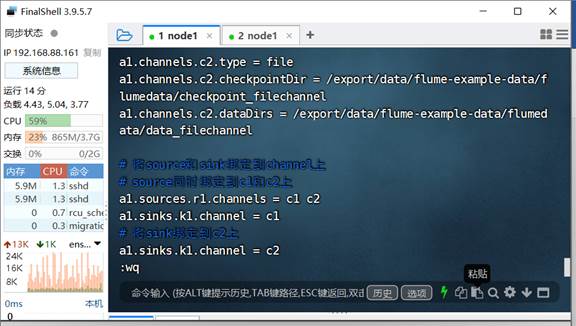 FinalShell 3.9.5.7
同步状态
IP 192.168.88.161 复制
系统信息
运行 14 分
负载 4.43, 5.04, 3.77
CPU 59%
内存 23% 865M/3.7G
交换 0% 0/2G
内存 CPU 命令
5.9M 1.3 sshd
5.9M 1.3 sshd
0 0.7 rcu_sche
0 0.3 migratic
13K 1K ens...
24K
16K
8K
0ms 本机
0
1 node1
2 node1
a1.channels.c2.type = file
a1.channels.c2.checkpointDir = /export/data/flume-example-data/f
lumedata/checkpoint_filechannel
a1.channels.c2.dataDirs = /export/data/flume-example-data/flumed
ata/data_filechannel
# 将source和sink绑定到channel上
# source同时绑定到c1和c2上
a1.sources.r1.channels = c1 c2
a1.sinks.k1.channel = c1
# 将sink绑定到c2上
a1.sinks.k1.channel = c2
:wq
粘贴
命令输入 (按ALT键提示历史,TAB键路径,ESC键返回,双击
历史
选项